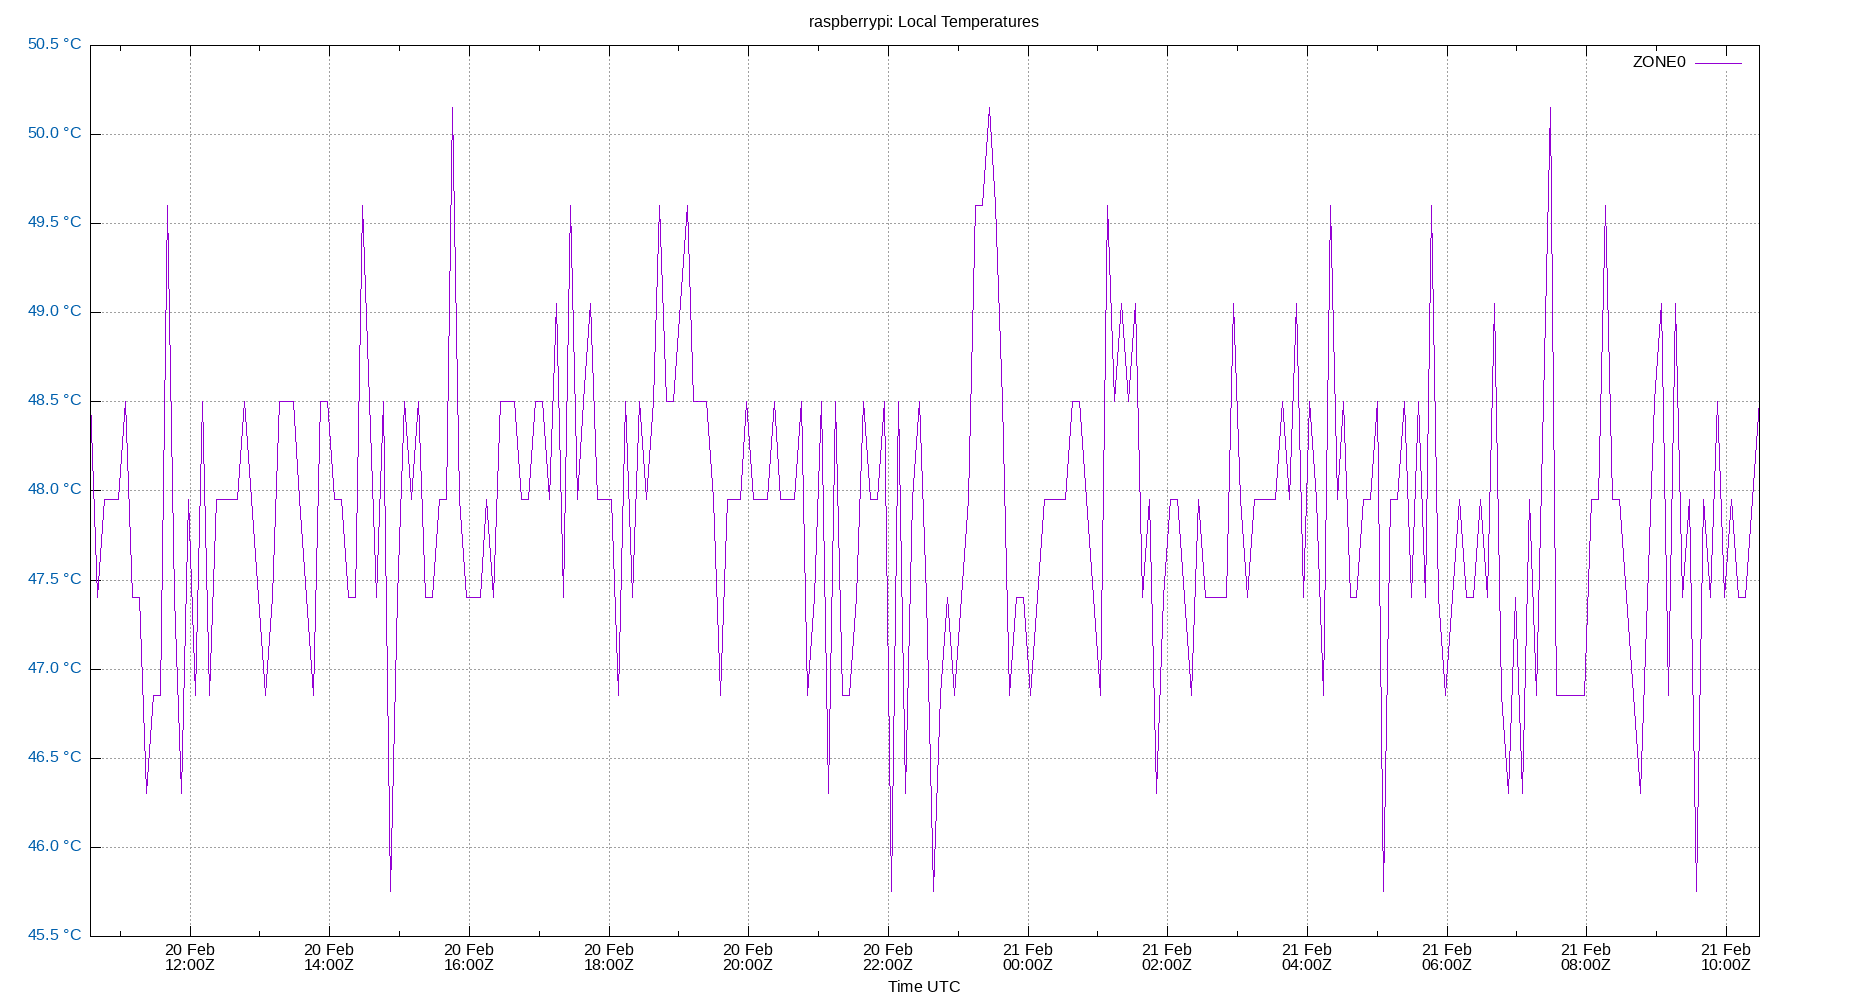 raspberrypi: Local Temperatures
ZONE0
50.5 °C
50.0 °C
49.5 °C
49.0 °C
48.5 °C
48.0 °C
47.5 °C
47.0 °C
46.5 °C
46.0 °C
45.5 °C
20 Feb 20 Feb 20 Feb 20 Feb 20 Feb 20 Feb 21 Feb 21 Feb 21 Feb 21 Feb 21 Feb 21 Feb
12:00Z 14:00Z 16:00Z 18:00Z 20:00Z 22:00Z 00:00Z 02:00Z 04:00Z 06:00Z 08:00Z 10:00Z
Time UTC